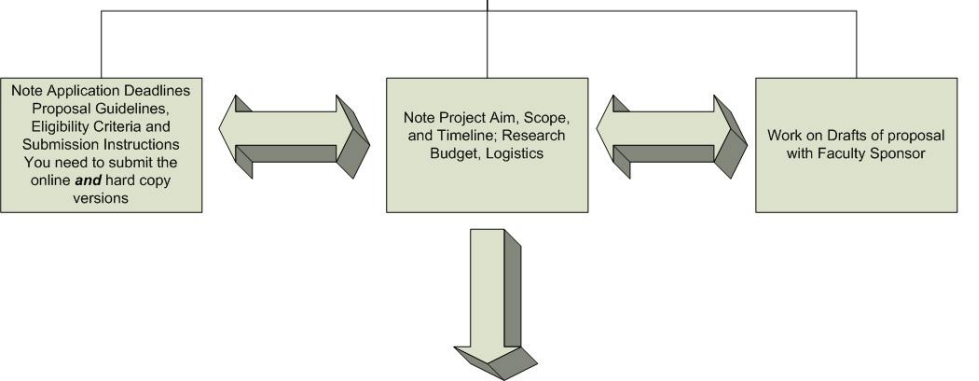 Note Application Deadlines
Proposal Guidelines,
Eligibility Criteria and
Submission Instructions
You need to submit the
online and hard copy
versions
Note Project Aim, Scope,
and Timeline; Research
Budget, Logistics
Work on Drafts of proposal
with Faculty Sponsor